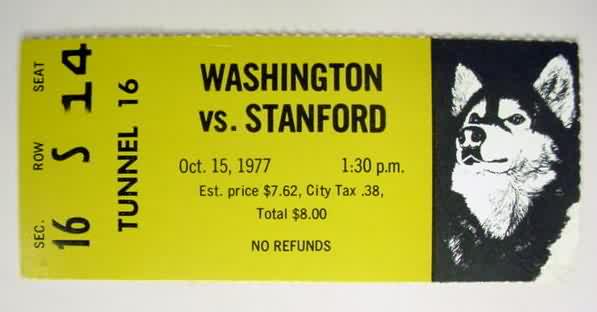 SEC. ROW SEAT
16 S 14
TUNNEL 16
WASHINGTON
vs. STANFORD
Oct. 15, 1977 1:30 p.m.
Est. price $7.62, City Tax .38,
Total $8.00
NO REFUNDS